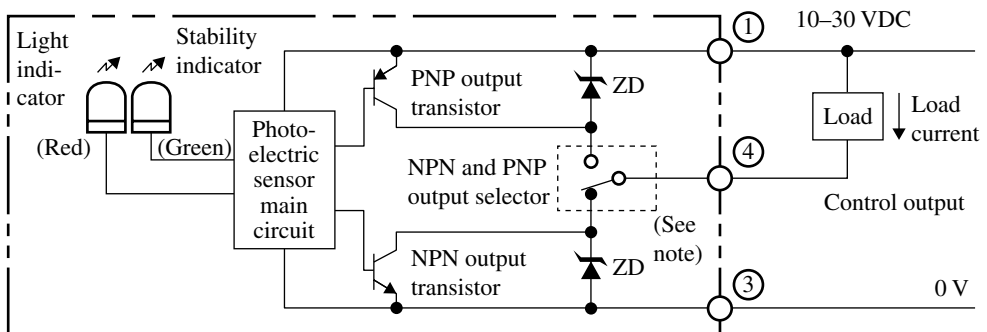 Light
indi-
cator
Stability
indicator
(Red)
(Green)
Photo-
electric
sensor
main
circuit
PNP output
transistor
ZD
NPN and PNP
output selector
(See
note)
NPN output
transistor
ZD
1
10–30 VDC
Load
Load
current
4
Control output
3
0 V